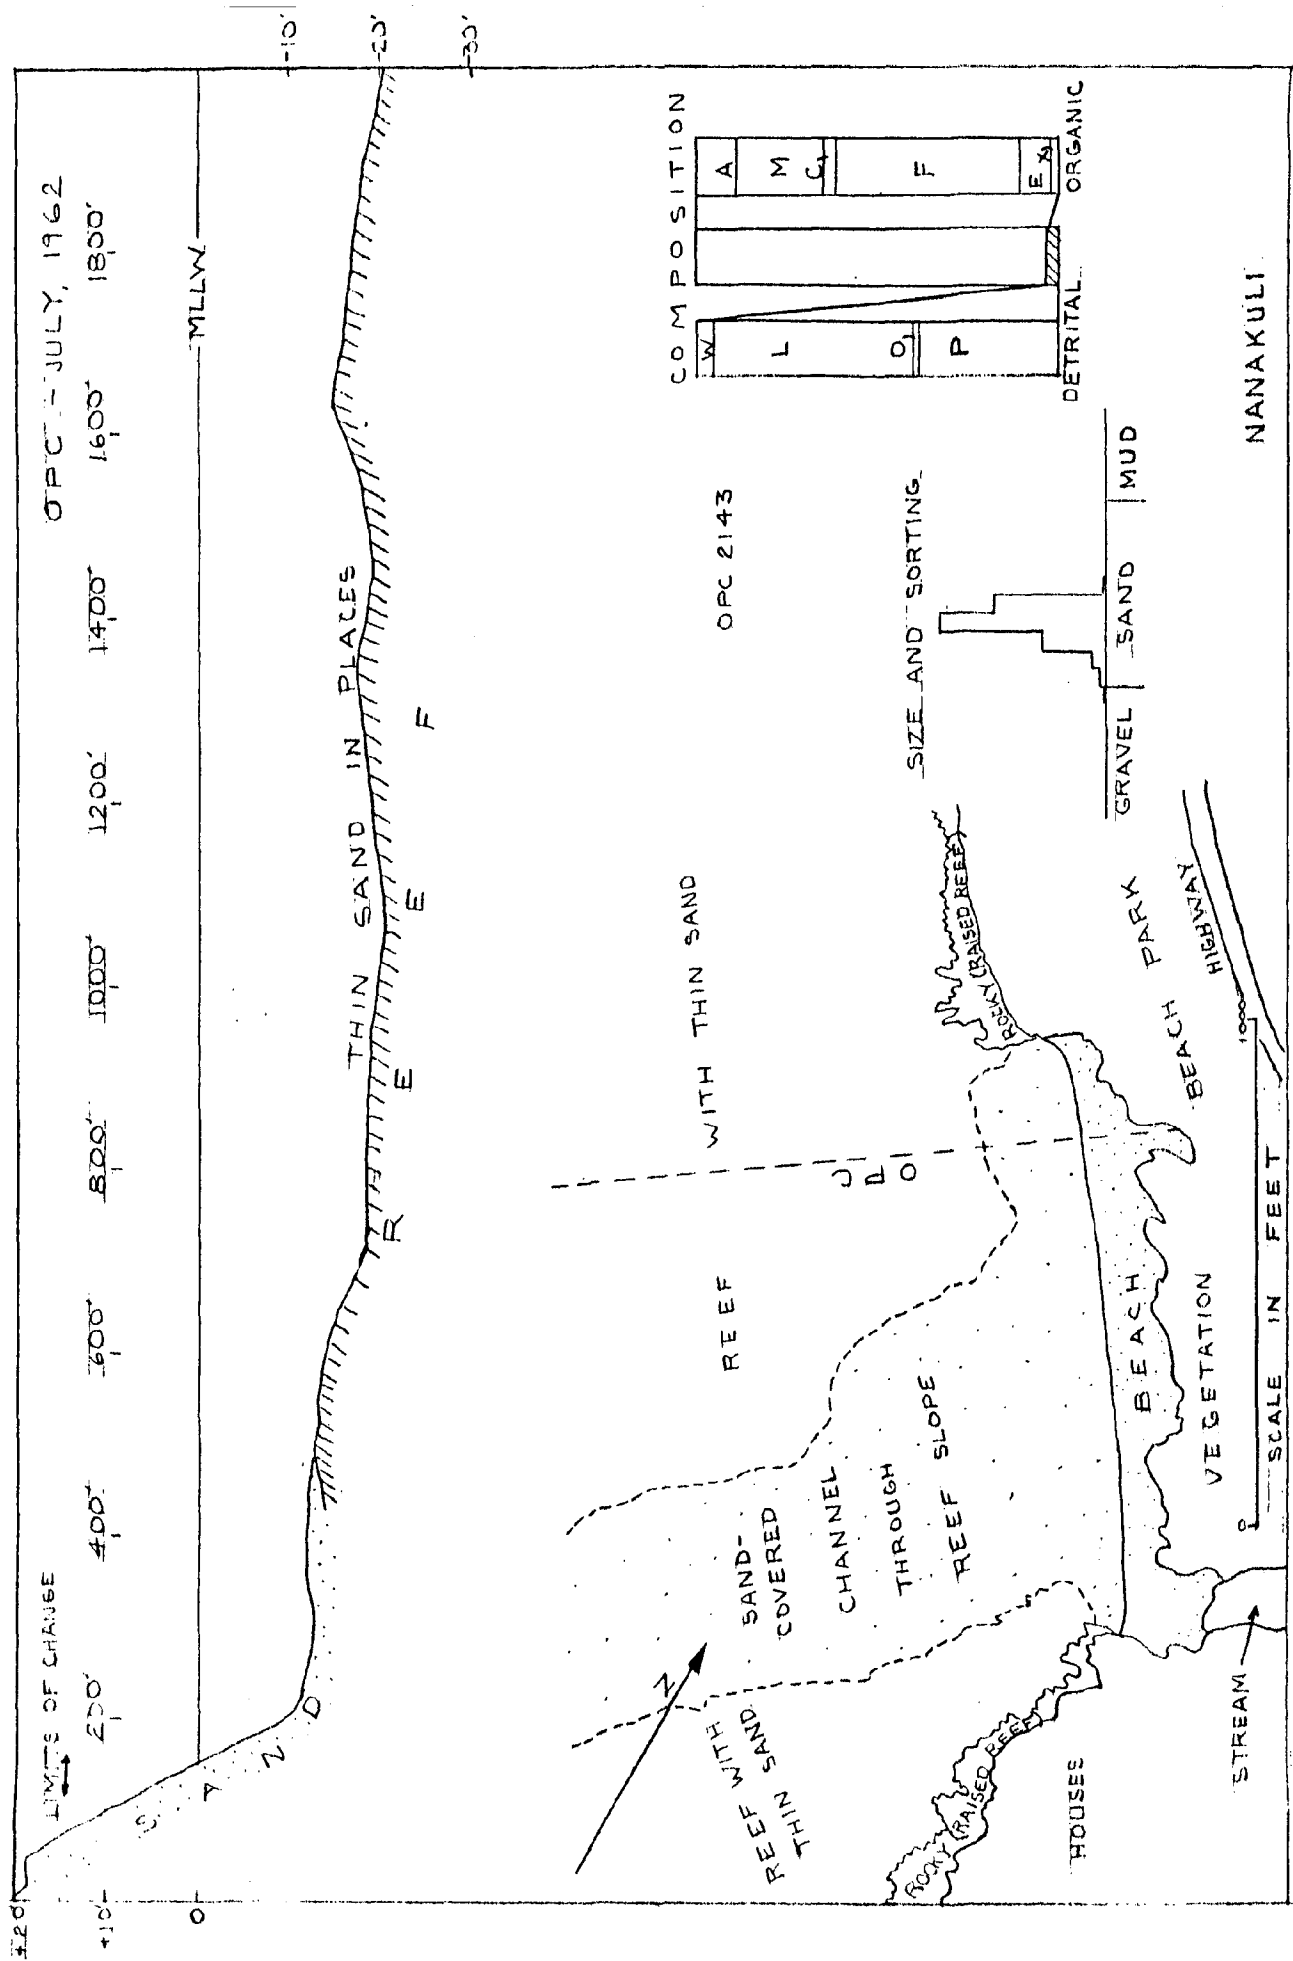 OPC - JULY, 1962
LIMITS OF CHANGE
200'
400'
600'
800'
1000'
1200'
1400'
1600'
1800'
+20'
+10'
0
-10'
-20'
-30'
MLLW
SAND
THIN SAND IN PLACES
REEF
REEF WITH THIN SAND
N
REEF WITH
THIN SAND
SAND-
COVERED
CHANNEL
THROUGH
REEF SLOPE
OPC
ROCKY (RAISED REEF)
ROCKY (RAISED REEF)
HOUSES
STREAM
BEACH
VEGETATION
BEACH PARK
HIGHWAY
0
1000
SCALE IN FEET
OPC 2143
SIZE AND SORTING
GRAVEL
SAND
MUD
COMPOSITION
W
L
O,
P
A
M
C,
F
E
DETRITAL
ORGANIC
NANAKULI